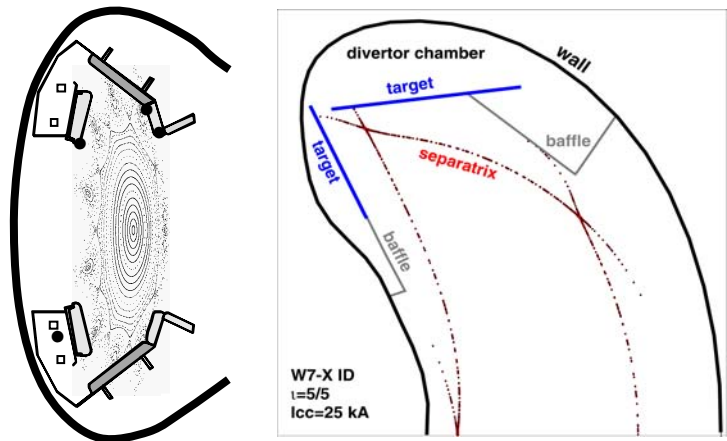 divertor chamber
wall
target
baffle
separatrix
target
baffle
W7-X ID
ι=5/5
Icc=25 kA